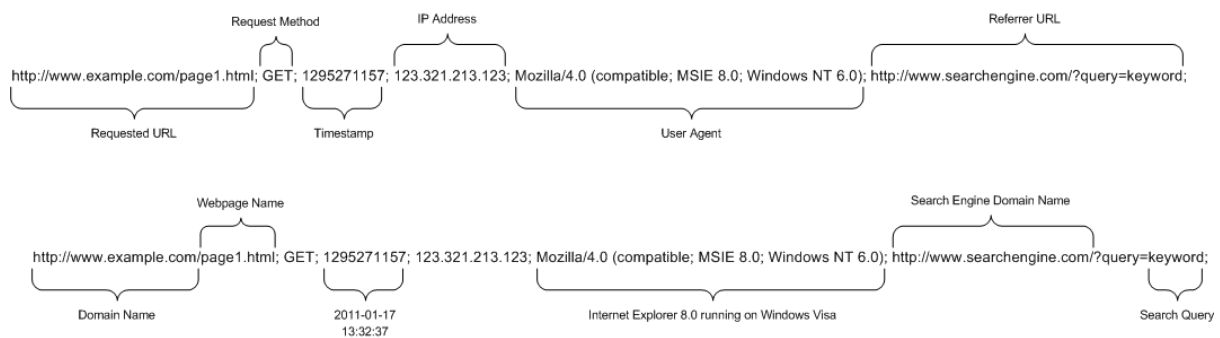 Request Method
IP Address
Referrer URL
http://www.example.com/page1.html; GET; 1295271157; 123.321.213.123; Mozilla/4.0 (compatible; MSIE 8.0; Windows NT 6.0); http://www.searchengine.com/?query=keyword;
Requested URL
Timestamp
User Agent
Webpage Name
Search Engine Domain Name
http://www.example.com/page1.html; GET; 1295271157; 123.321.213.123; Mozilla/4.0 (compatible; MSIE 8.0; Windows NT 6.0); http://www.searchengine.com/?query=keyword;
Domain Name
2011-01-17
13:32:37
Internet Explorer 8.0 running on Windows Visa
Search Query